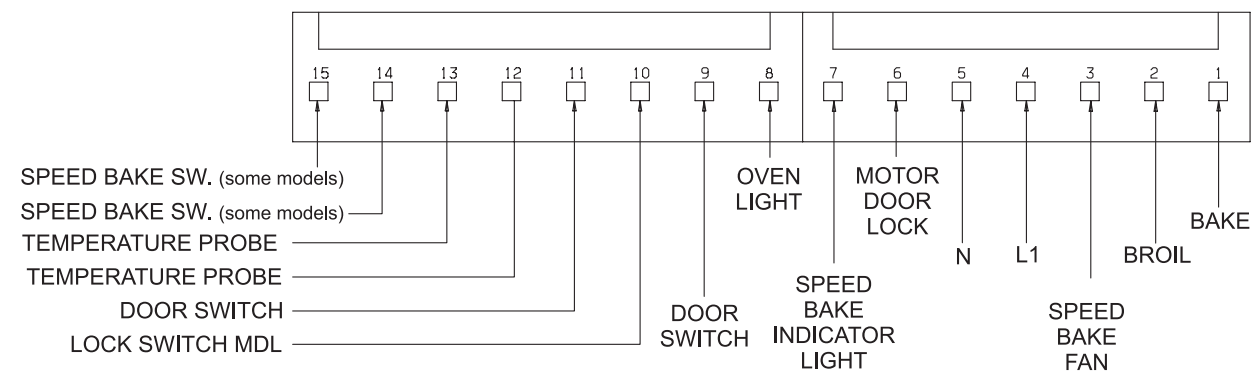 15 14 13 12 11 10 9 8 7 6 5 4 3 2 1
SPEED BAKE SW. (some models)
SPEED BAKE SW. (some models)
TEMPERATURE PROBE
TEMPERATURE PROBE
DOOR SWITCH
LOCK SWITCH MDL
DOOR
SWITCH
OVEN
LIGHT
SPEED
BAKE
INDICATOR
LIGHT
MOTOR
DOOR
LOCK
N
L1
SPEED
BAKE
FAN
BROIL
BAKE